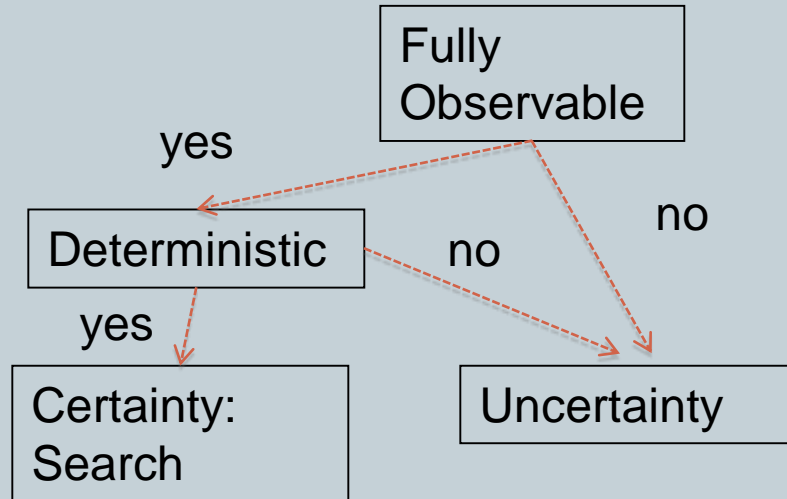 Fully
Observable
yes
no
Deterministic
no
yes
Certainty:
Search
Uncertainty